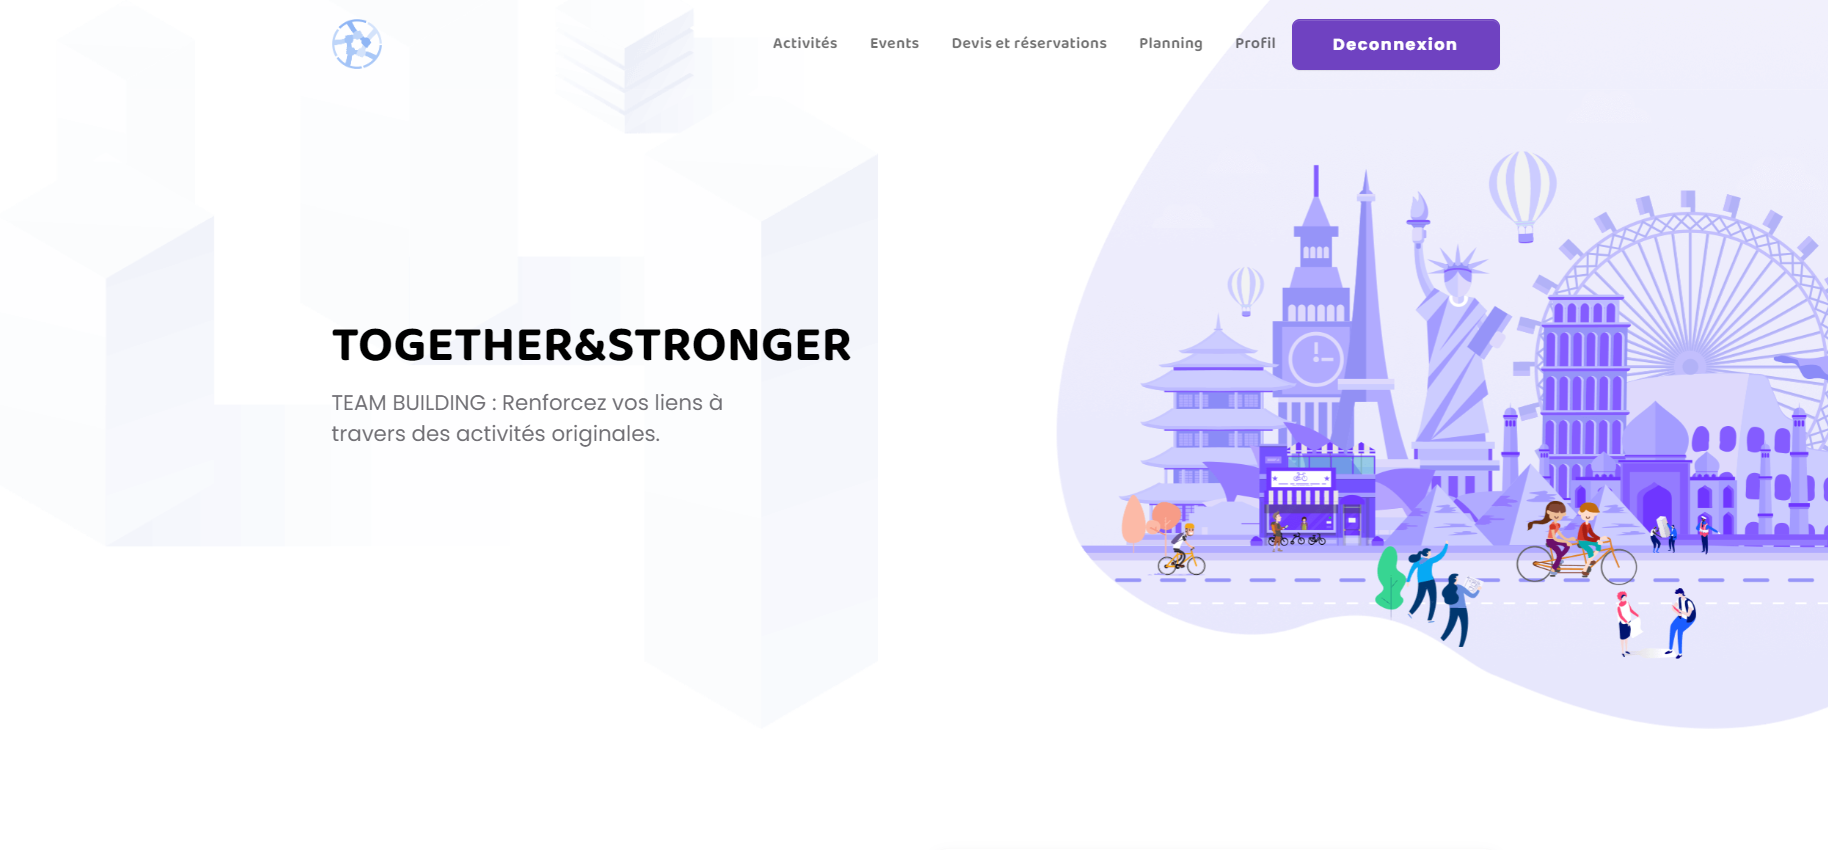 Activités Events Devis et réservations Planning Profil Deconnexion
TOGETHER&STRONGER
TEAM BUILDING : Renforcez vos liens à
travers des activités originales.